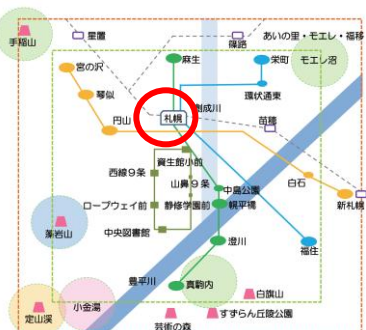 手稲山
星置
篠路
あいの里・モエレ・福移
麻生
栄町
モエレ沼
宮の沢
琴似
環状通東
創成川
札幌
苗穂
円山
資生館小前
西線9条
山鼻9条
中島公園
白石
ロープウェイ前
静修学園前
幌平橋
新札幌
藻岩山
中央図書館
澄川
福住
豊平川
真駒内
小金湯
白旗山
定山渓
すずらん丘陵公園
芸術の森